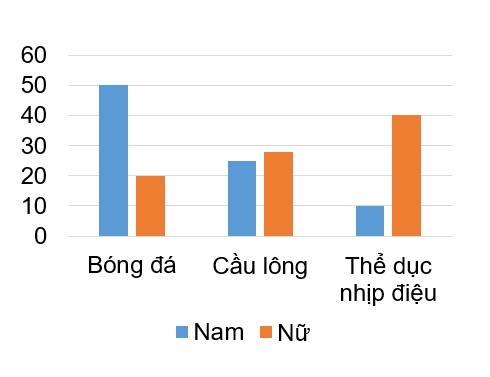 60
50
40
30
20
10
0
Bóng đá
Cầu lông
Thể dục
nhịp điệu
Nam
Nữ